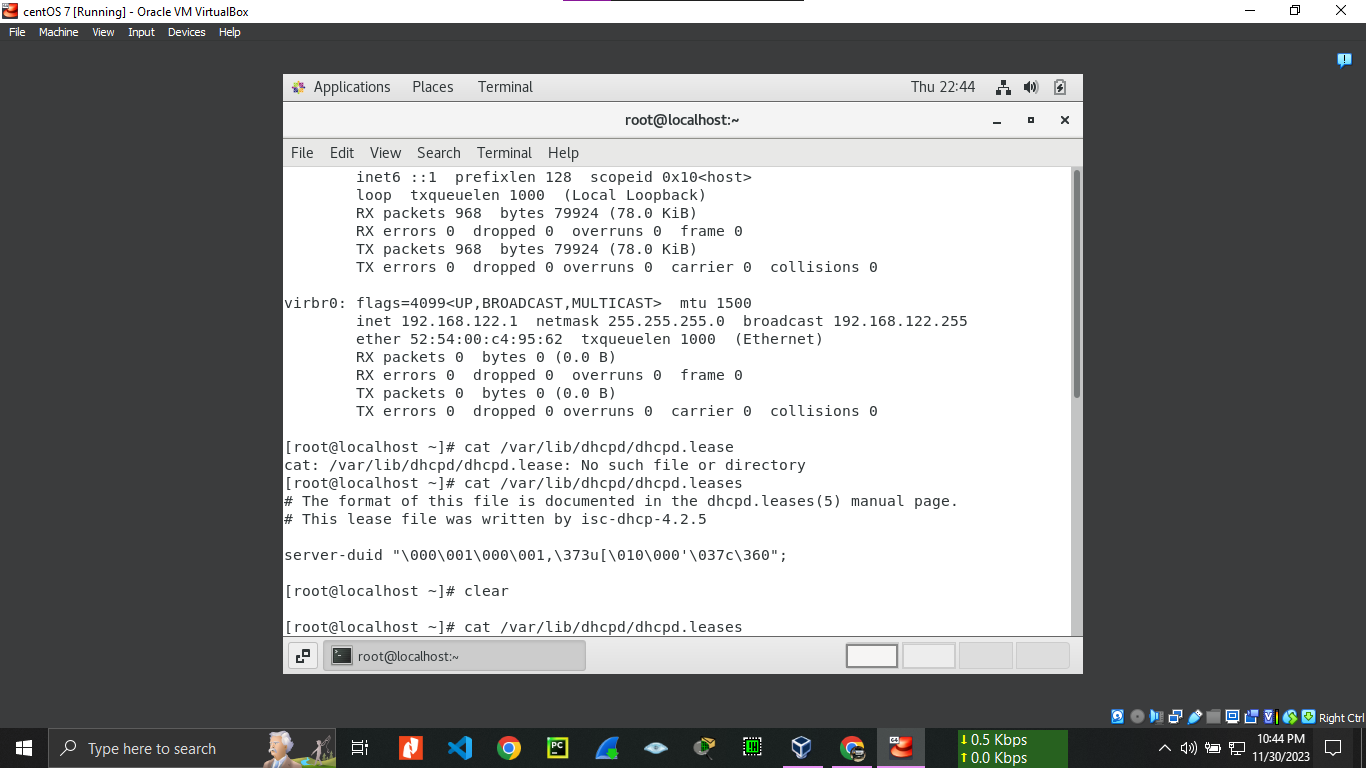 centOS 7 [Running] - Oracle VM VirtualBox
File Machine View Input Devices Help
Applications Places Terminal Thu 22:44
root@localhost:~
File Edit View Search Terminal Help
inet6 ::1 prefixlen 128 scopeid 0x10<host>
loop txqueuelen 1000 (Local Loopback)
RX packets 968 bytes 79924 (78.0 KiB)
RX errors 0 dropped 0 overruns 0 frame 0
TX packets 968 bytes 79924 (78.0 KiB)
TX errors 0 dropped 0 overruns 0 carrier 0 collisions 0
virbr0: flags=4099<UP,BROADCAST,MULTICAST> mtu 1500
inet 192.168.122.1 netmask 255.255.255.0 broadcast 192.168.122.255
ether 52:54:00:c4:95:62 txqueuelen 1000 (Ethernet)
RX packets 0 bytes 0 (0.0 B)
RX errors 0 dropped 0 overruns 0 frame 0
TX packets 0 bytes 0 (0.0 B)
TX errors 0 dropped 0 overruns 0 carrier 0 collisions 0
[root@localhost ~]# cat /var/lib/dhcpd/dhcpd.lease
cat: /var/lib/dhcpd/dhcpd.lease: No such file or directory
[root@localhost ~]# cat /var/lib/dhcpd/dhcpd.leases
# The format of this file is documented in the dhcpd.leases(5) manual page.
# This lease file was written by isc-dhcp-4.2.5
server-duid "\000\001\000\001,\373u[\010\000'\037c\360";
[root@localhost ~]# clear
[root@localhost ~]# cat /var/lib/dhcpd/dhcpd.leases
root@localhost:~
Right Ctrl
Type here to search
PC
64
0.5 Kbps
0.0 Kbps
10:44 PM
11/30/2023